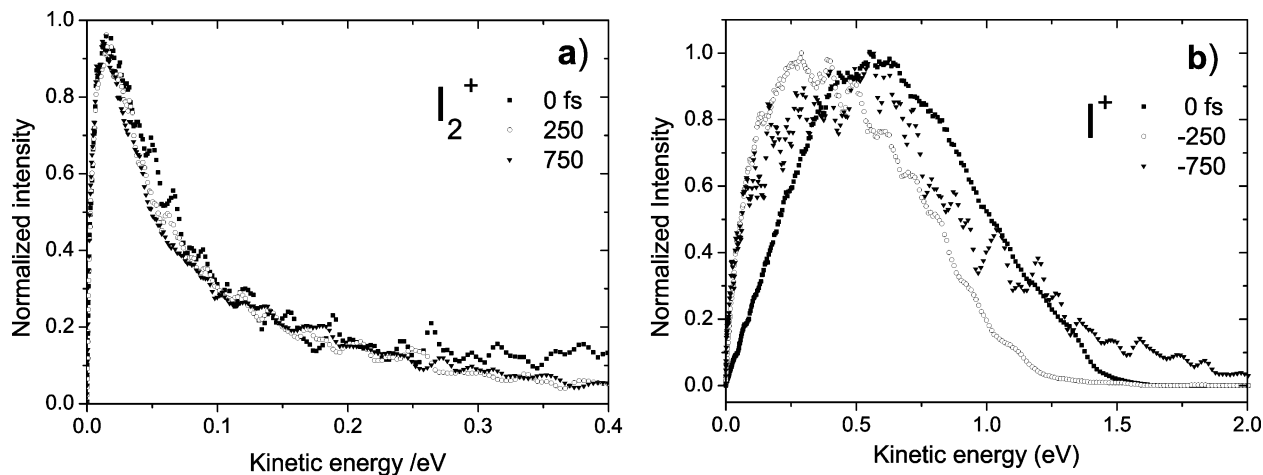 a)
I2+
0 fs
250
750
1.0
0.8
0.6
0.4
0.2
0.0
Normalized intensity
0.0 0.1 0.2 0.3 0.4
Kinetic energy /eV
b)
I+
0 fs
-250
-750
1.0
0.8
0.6
0.4
0.2
0.0
Normalized Intensity
0.0 0.5 1.0 1.5 2.0
Kinetic energy (eV)